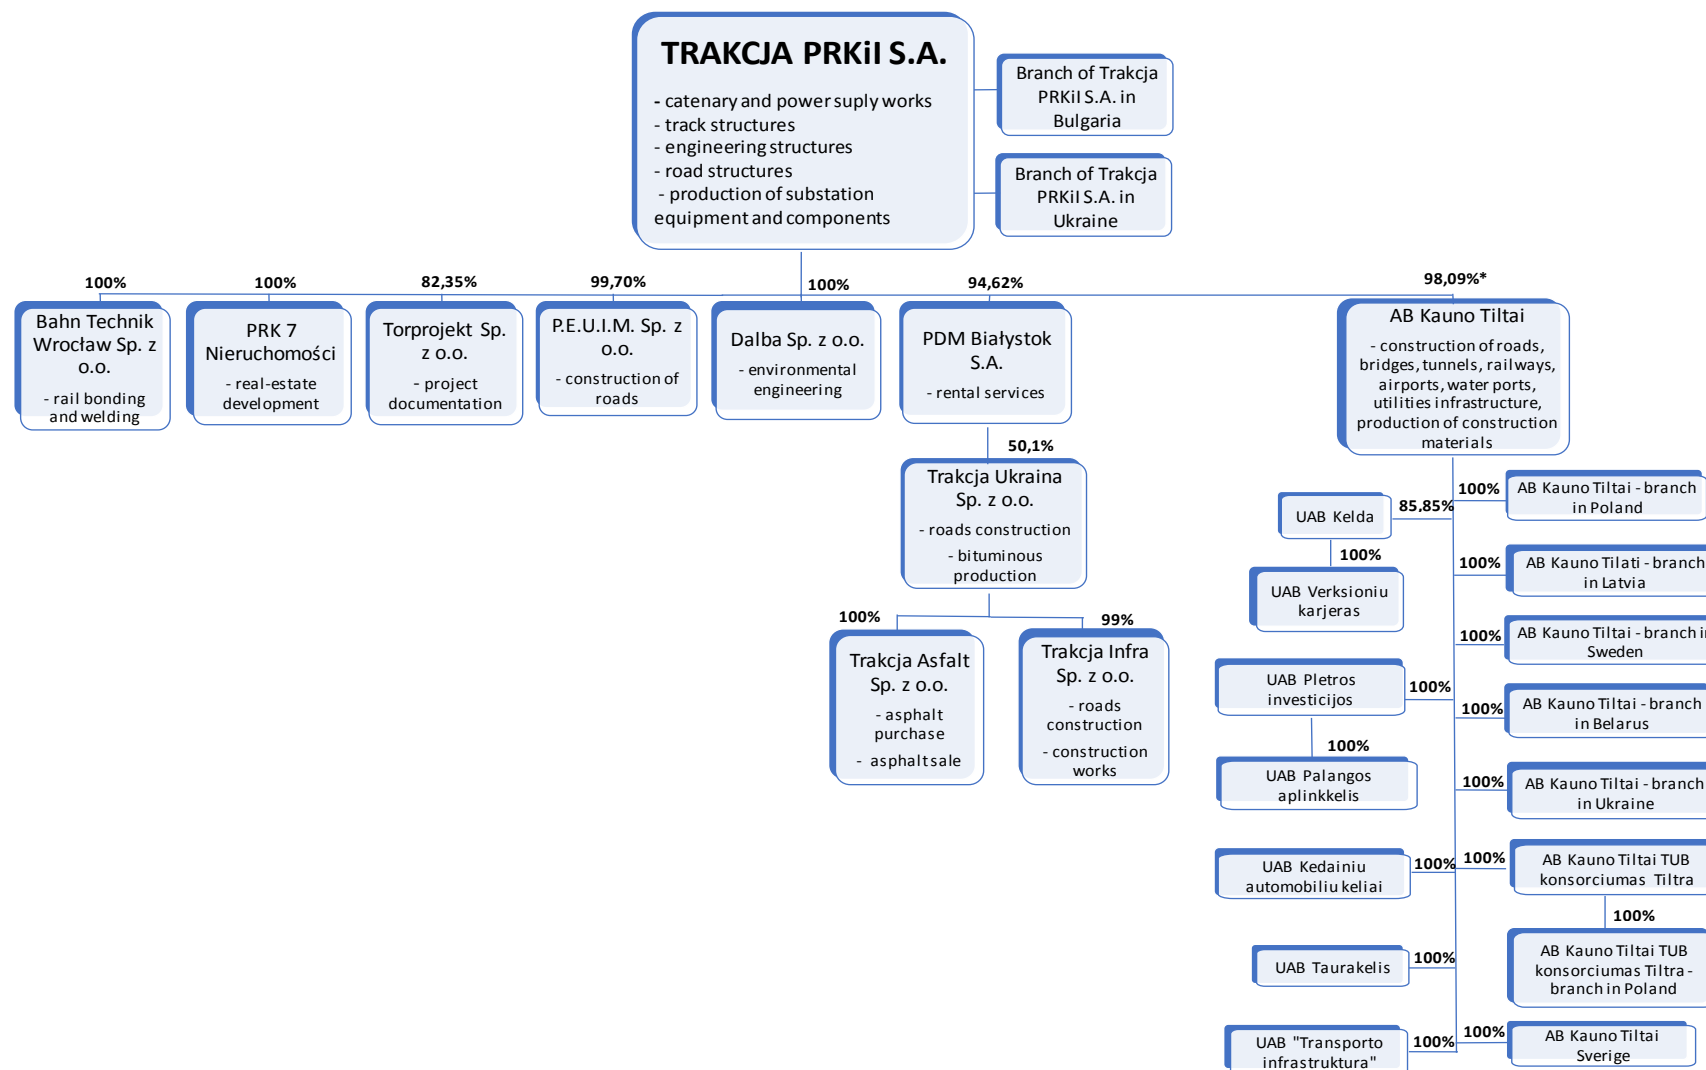 TRAKCJA PRKiI S.A.
- catenary and power suply works
- track structures
- engineering structures
- road structures
- production of substation
equipment and components
Branch of Trakcja
PRKiI S.A. in
Bulgaria
Branch of Trakcja
PRKiI S.A. in
Ukraine
100%
Bahn Technik
Wrocław Sp. z
o.o.
- rail bonding
and welding
100%
PRK 7
Nieruchomości
- real-estate
development
82,35%
Torprojekt Sp.
z o.o.
- project
documentation
99,70%
P.E.U.I.M. Sp. z
o.o.
- construction of
roads
100%
Dalba Sp. z o.o.
- environmental
engineering
94,62%
PDM Białystok
S.A.
- rental services
50,1%
Trakcja Ukraina
Sp. z o.o.
- roads construction
- bituminous
production
100%
Trakcja Asfalt
Sp. z o.o.
- asphalt
purchase
- asphalt sale
99%
Trakcja Infra
Sp. z o.o.
- roads
construction
- construction
works
98,09%*
AB Kauno Tiltai
- construction of roads,
bridges, tunnels, railways,
airports, water ports,
utilities infrastructure,
production of construction
materials
85,85%
UAB Kelda
100%
UAB Verksioniu
karjeras
100%
UAB Pletros
investicijos
100%
UAB Palangos
aplinkkelis
100%
UAB Kedainiu
automobiliu keliai
100%
UAB Taurakelis
100%
UAB "Transporto
infrastruktura"
100%
AB Kauno Tiltai - branch
in Poland
100%
AB Kauno Tilati - branch
in Latvia
100%
AB Kauno Tiltai - branch in
Sweden
100%
AB Kauno Tiltai - branch
in Belarus
100%
AB Kauno Tiltai - branch
in Ukraine
100%
AB Kauno Tiltai TUB
konsorciumas Tiltra
100%
AB Kauno Tiltai TUB
konsorciumas Tiltra -
branch in Poland
100%
AB Kauno Tiltai
Sverige